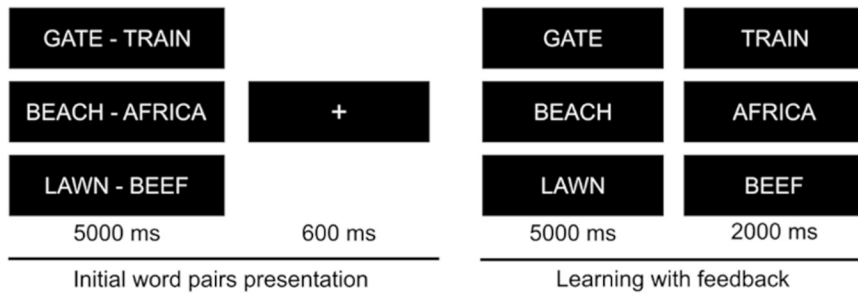 GATE - TRAIN
BEACH - AFRICA
LAWN - BEEF
5000 ms
+
600 ms
Initial word pairs presentation
GATE
BEACH
LAWN
5000 ms
TRAIN
AFRICA
BEEF
2000 ms
Learning with feedback